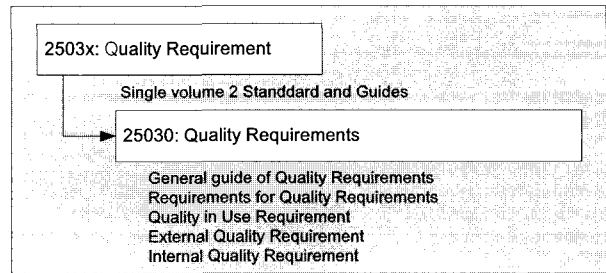 2503x: Quality Requirement
Single volume 2 Standdard and Guides
25030: Quality Requirements
General guide of Quality Requirements
Requirements for Quality Requirements
Quality in Use Requirement
External Quality Requirement
Internal Quality Requirement